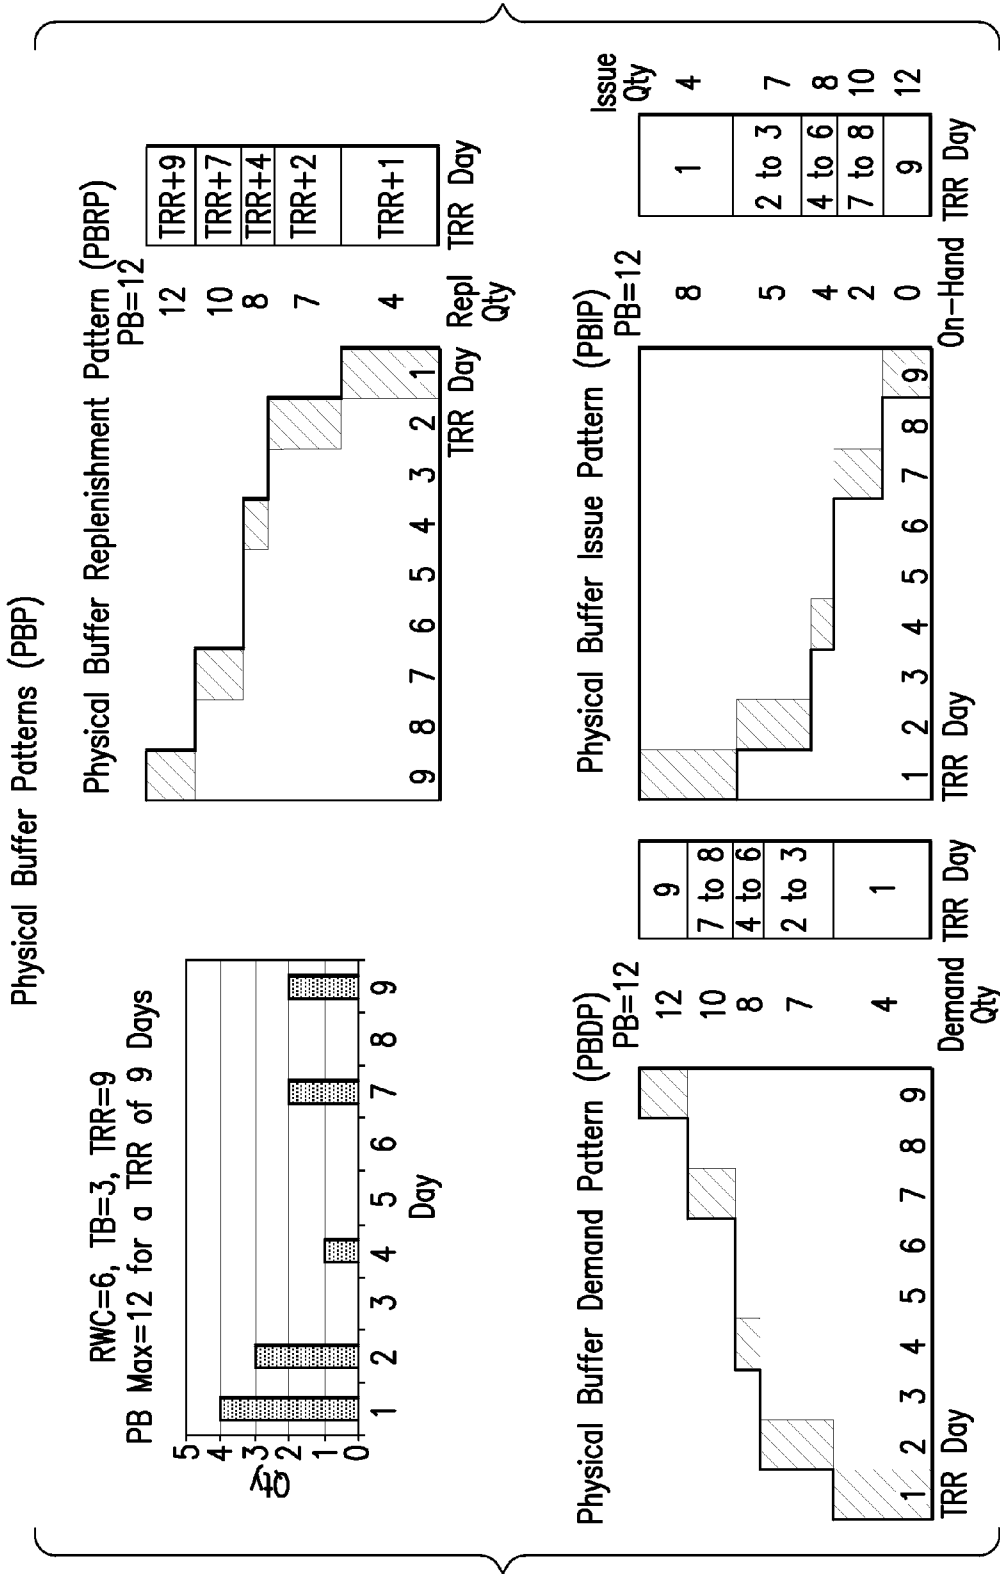 Physical Buffer Patterns (PBP)
RWC=6, TB=3, TRR=9
PB Max=12 for a TRR of 9 Days
Qty
5
4
3
2
1
0
1 2 3 4 5 6 7 8 9
Day
Physical Buffer Replenishment Pattern (PBRP)
PB=12
12 TRR+9
10 TRR+7
8 TRR+4
7 TRR+2
4 TRR+1
9 8 7 6 5 4 3 2 1
TRR Day
Repl
Qty
TRR Day
Physical Buffer Demand Pattern (PBDP)
PB=12
12 9
10 7 to 8
8 4 to 6
7 2 to 3
4 1
1 2 3 4 5 6 7 8 9
TRR Day
Demand
Qty
TRR Day
Physical Buffer Issue Pattern (PBIP)
PB=12
Issue
Qty
8 1 4
5 2 to 3 7
4 4 to 6 8
2 7 to 8 10
0 9 12
1 2 3 4 5 6 7 8 9
TRR Day
On-Hand
TRR Day